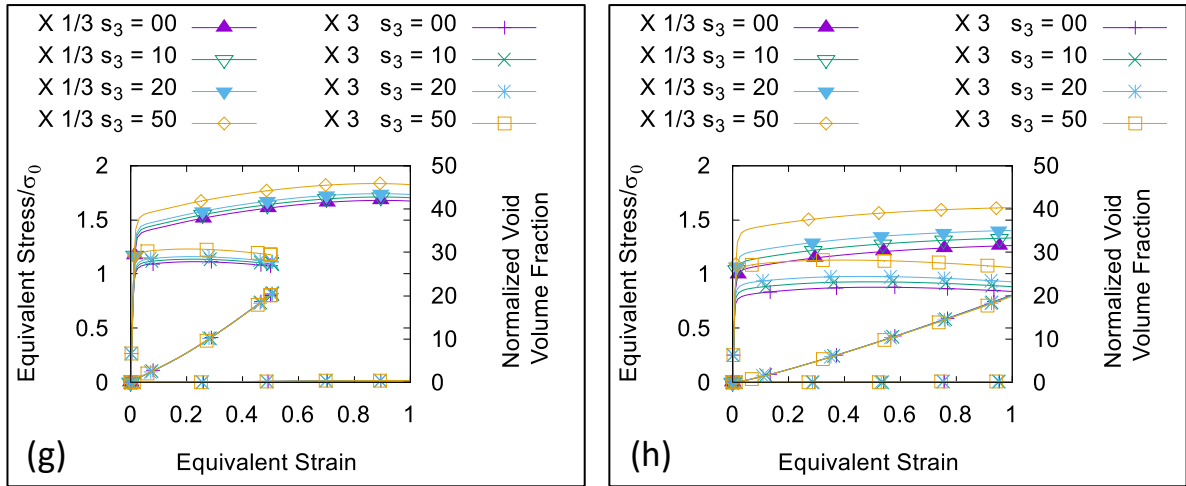 X 1/3 s₃ = 00 X 3 s₃ = 00
X 1/3 s₃ = 10 X 3 s₃ = 10
X 1/3 s₃ = 20 X 3 s₃ = 20
X 1/3 s₃ = 50 X 3 s₃ = 50
Equivalent Stress/σ₀
2
1.5
1
0.5
0
50
40
30
20
10
0
Normalized Void
Volume Fraction
0 0.2 0.4 0.6 0.8 1
Equivalent Strain
(g)
X 1/3 s₃ = 00 X 3 s₃ = 00
X 1/3 s₃ = 10 X 3 s₃ = 10
X 1/3 s₃ = 20 X 3 s₃ = 20
X 1/3 s₃ = 50 X 3 s₃ = 50
Equivalent Stress/σ₀
2
1.5
1
0.5
0
50
40
30
20
10
0
Normalized Void
Volume Fraction
0 0.2 0.4 0.6 0.8 1
Equivalent Strain
(h)